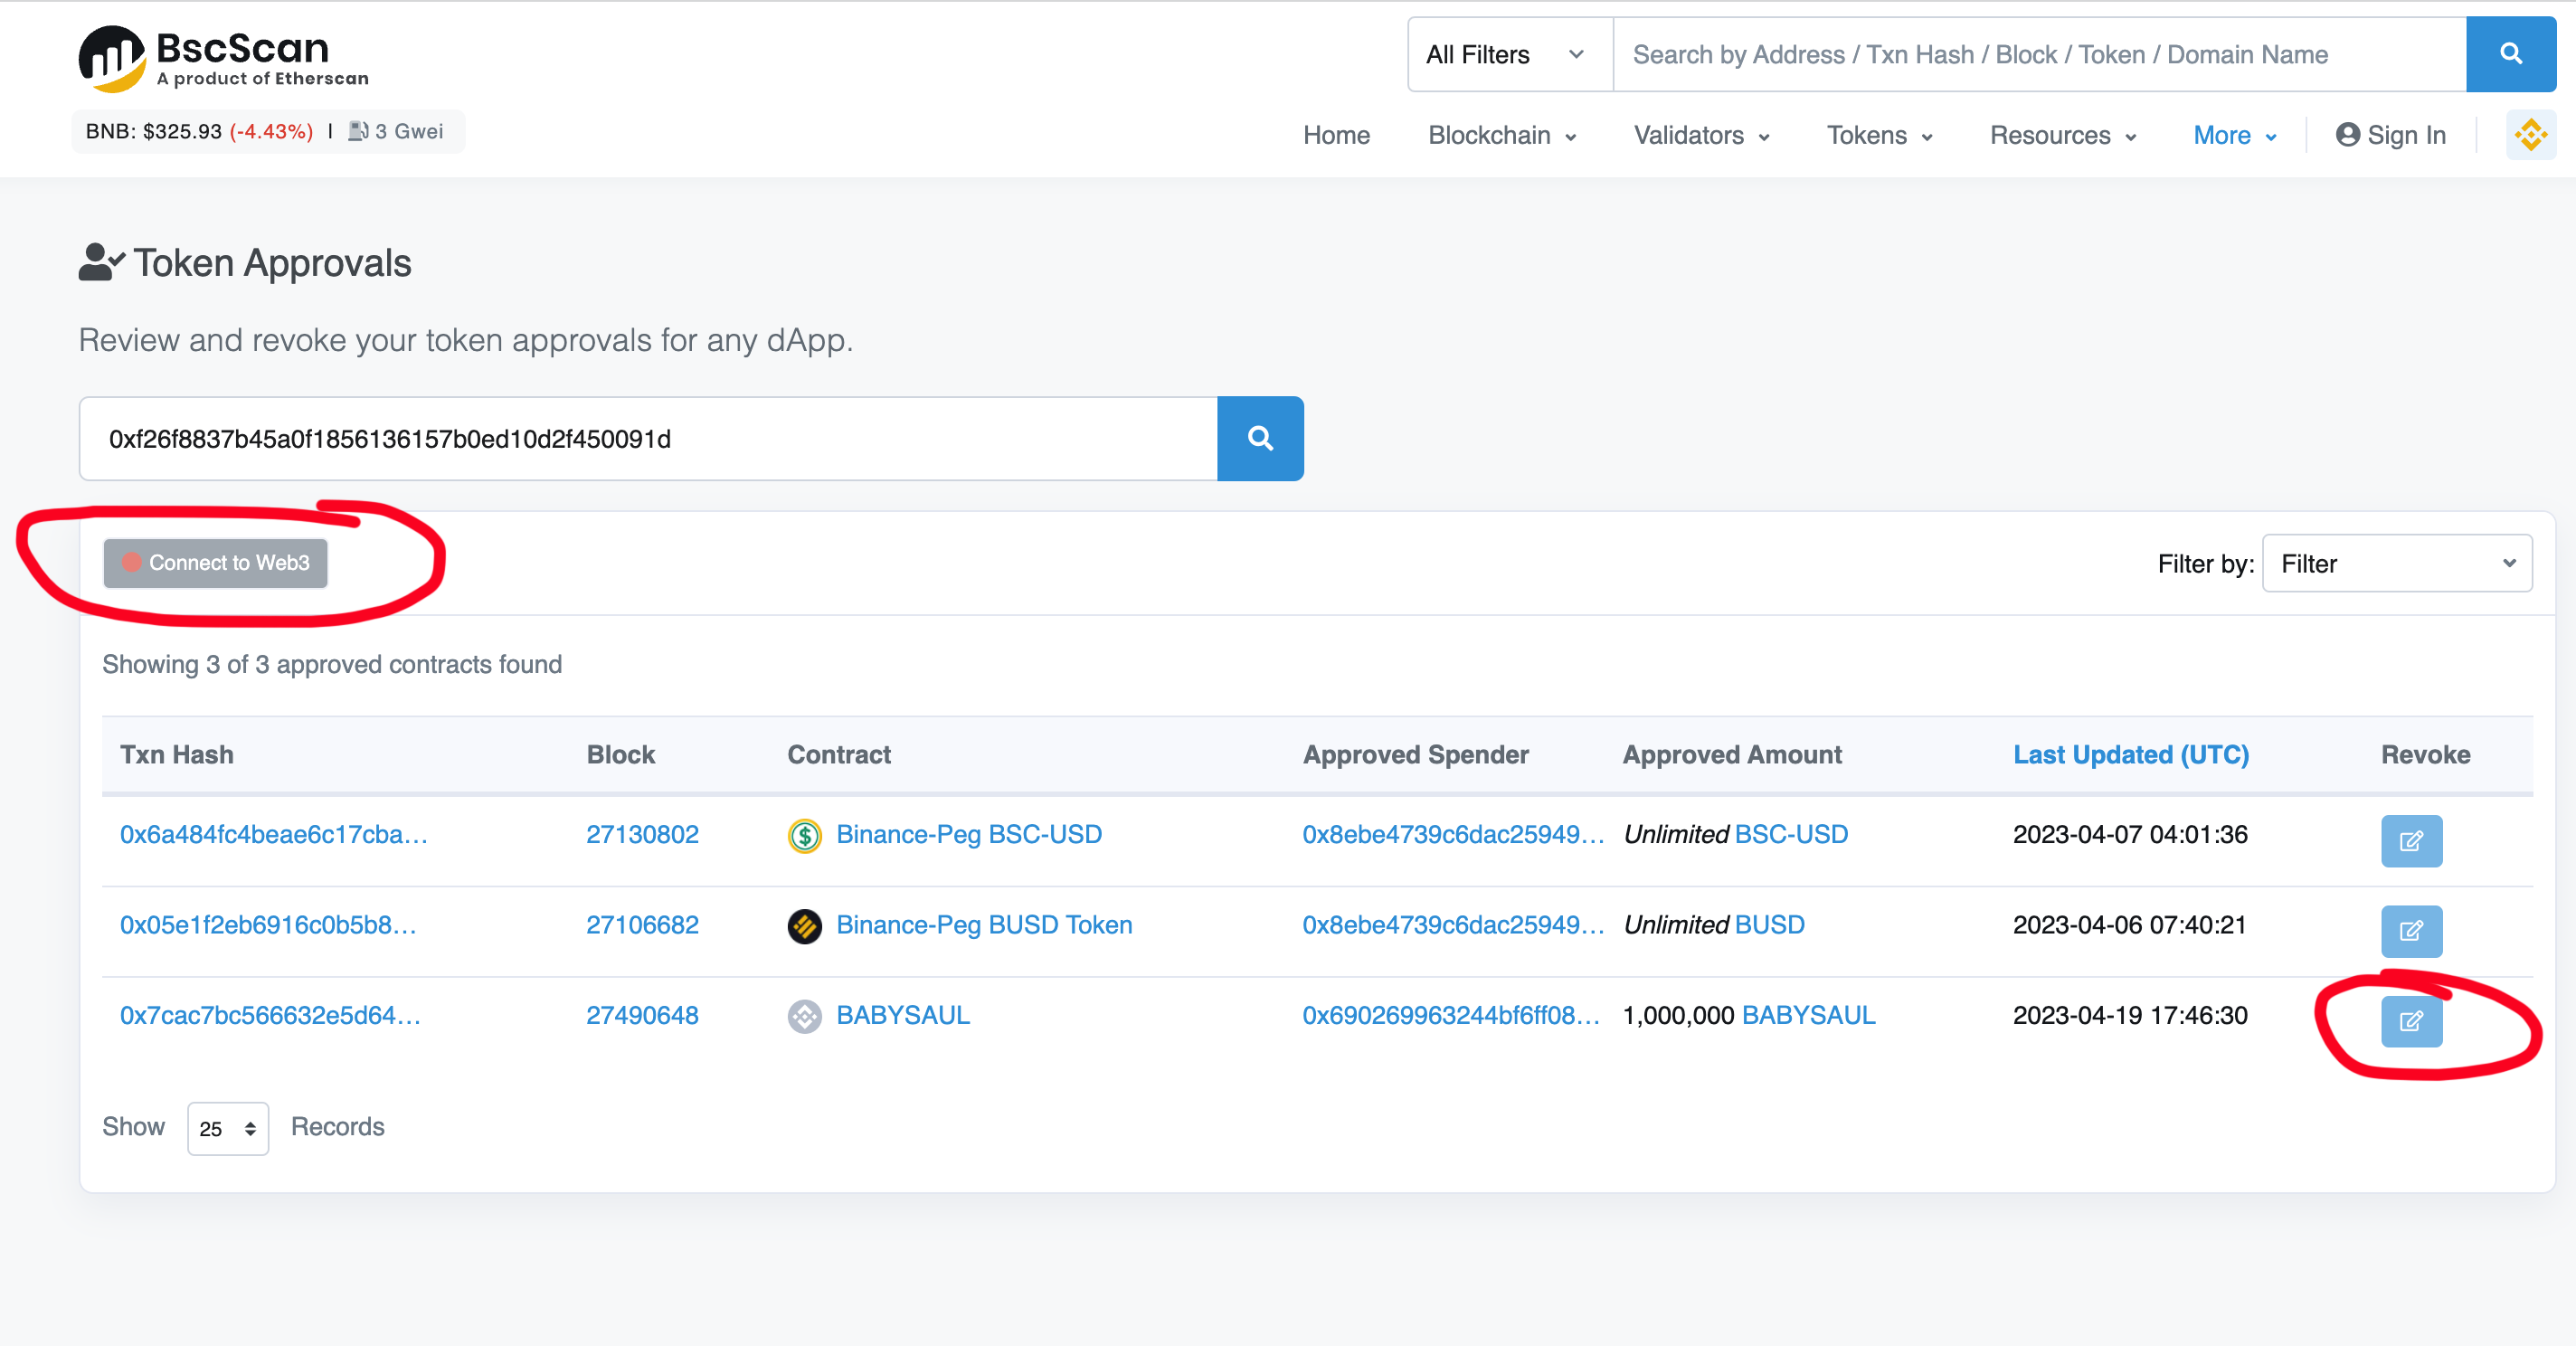 BscScan
A product of Etherscan
All Filters
Search by Address / Txn Hash / Block / Token / Domain Name
BNB: $325.93 (-4.43%) | 3 Gwei
Home Blockchain Validators Tokens Resources More Sign In
Token Approvals
Review and revoke your token approvals for any dApp.
0xf26f8837b45a0f1856136157b0ed10d2f450091d
Connect to Web3
Filter by: Filter
Showing 3 of 3 approved contracts found
Txn Hash Block Contract Approved Spender Approved Amount Last Updated (UTC) Revoke
0x6a484fc4beae6c17cba... 27130802 Binance-Peg BSC-USD 0x8ebe4739c6dac25949... Unlimited BSC-USD 2023-04-07 04:01:36
0x05e1f2eb6916c0b5b8... 27106682 Binance-Peg BUSD Token 0x8ebe4739c6dac25949... Unlimited BUSD 2023-04-06 07:40:21
0x7cac7bc566632e5d64... 27490648 BABYSAUL 0x690269963244bf6ff08... 1,000,000 BABYSAUL 2023-04-19 17:46:30
Show 25 Records